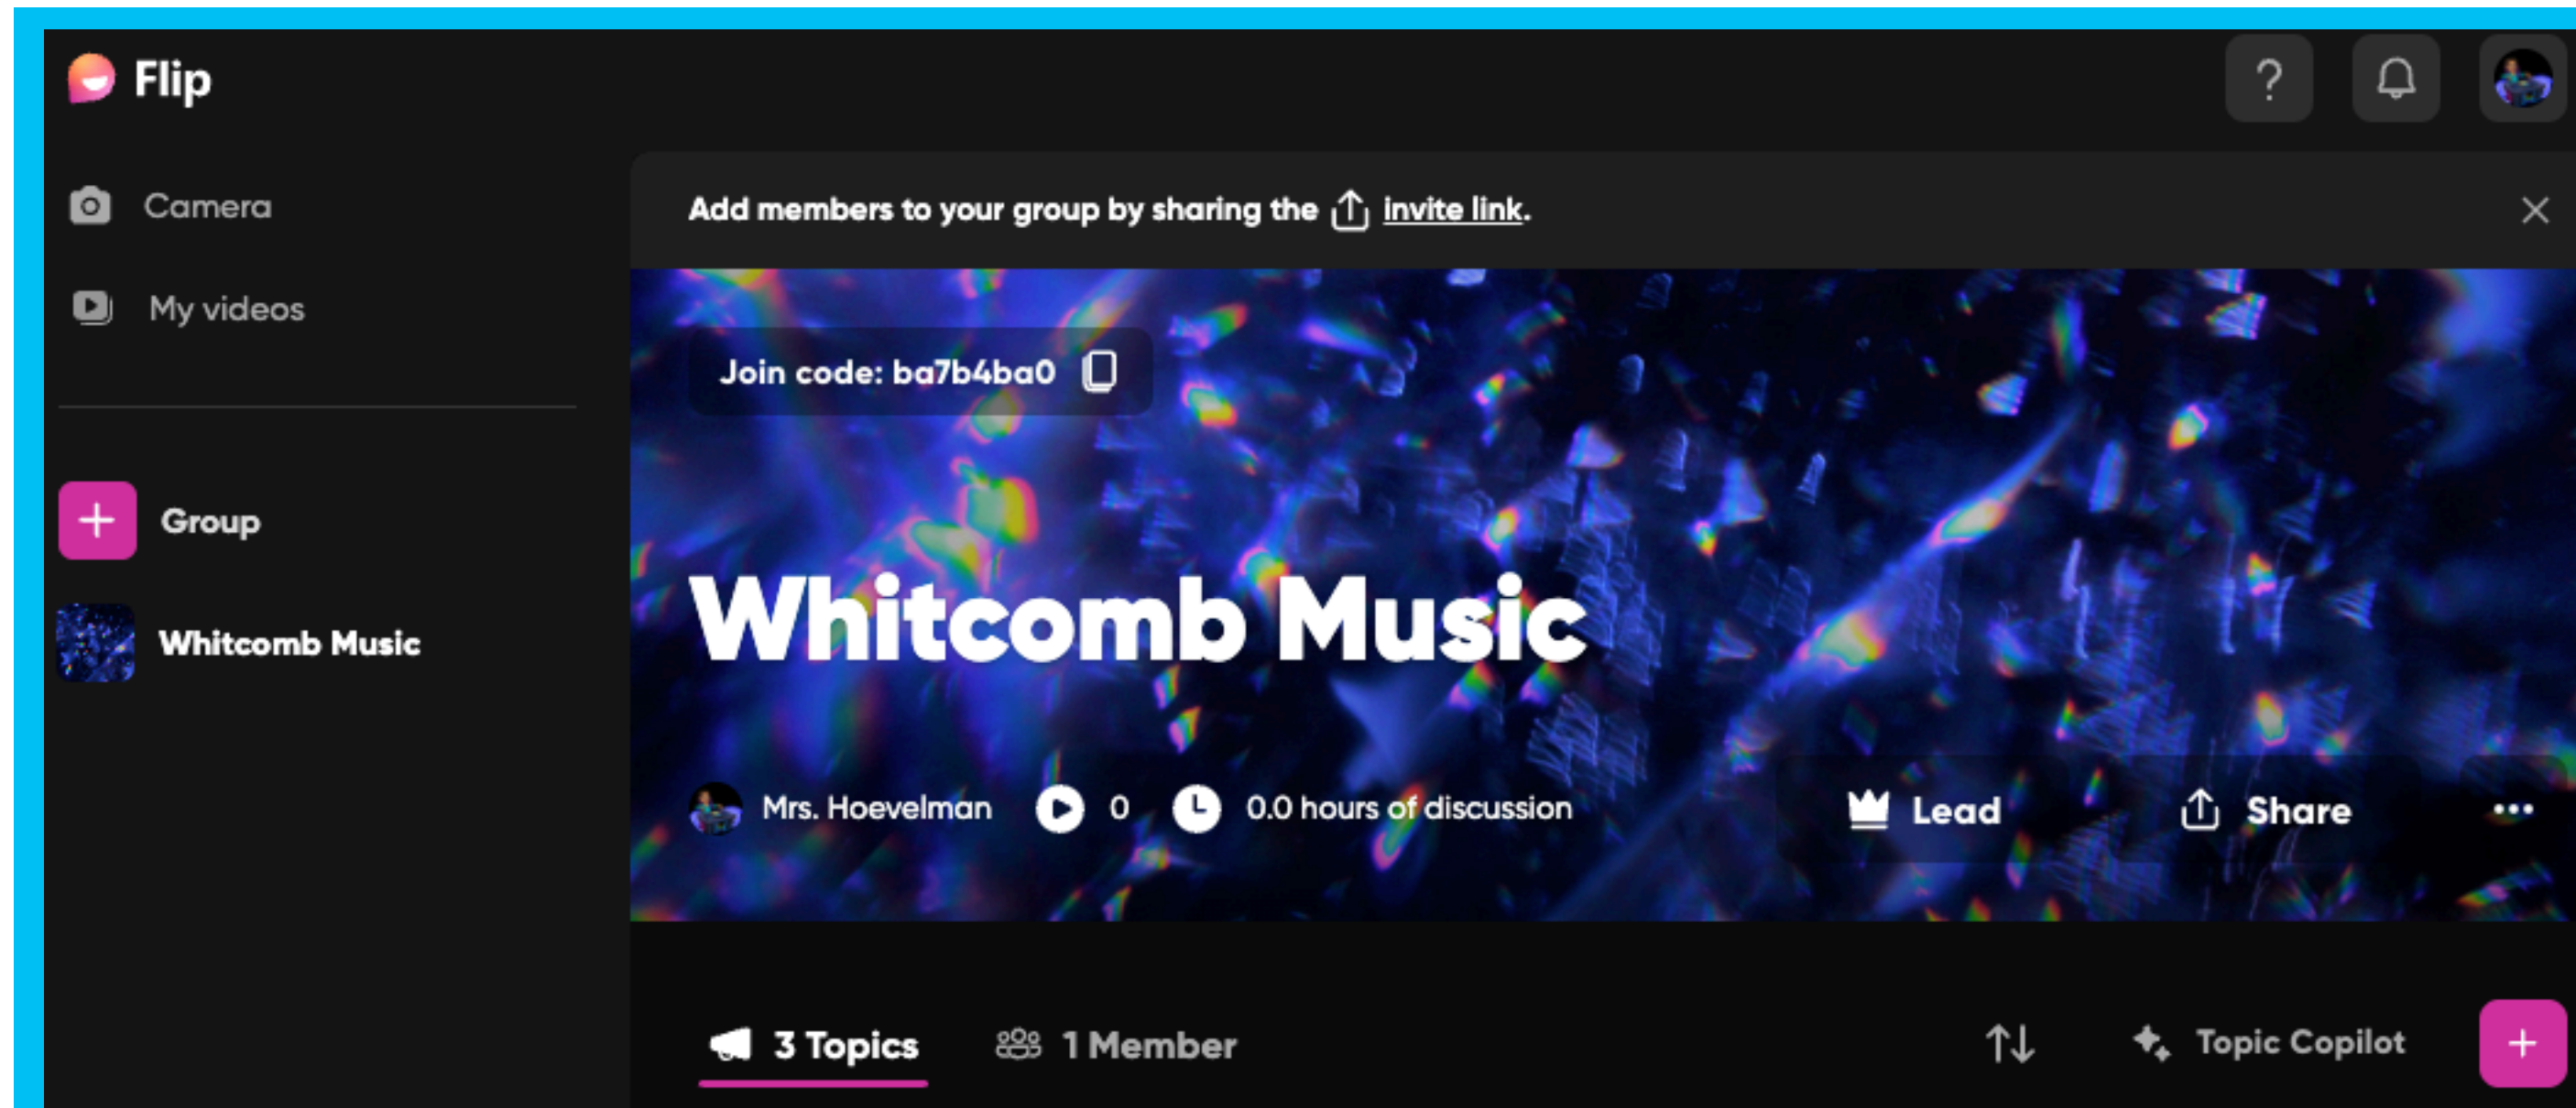 Flip
Camera
My videos
Group
Whitcomb Music
Add members to your group by sharing the invite link.
Join code: ba7b4ba0
Whitcomb Music
Mrs. Hoevelman 0 0.0 hours of discussion
Lead Share
3 Topics 1 Member
Topic Copilot